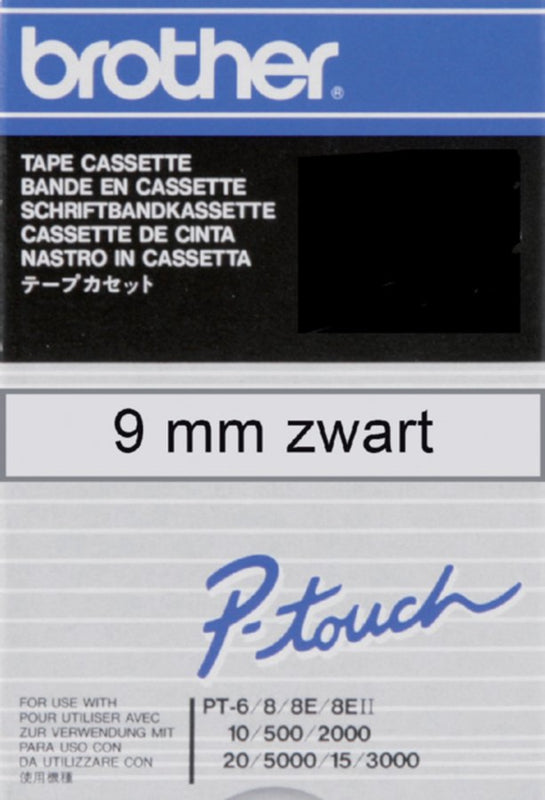 brother®
TAPE CASSETTE
BANDE EN CASSETTE
SCHRIFTBANDKASSETTE
CASSETTE DE CINTA
NASTRO IN CASSETTA
テープカセット
9 mm zwart
P-touch
FOR USE WITH
POUR UTILISER AVEC
ZUR VERWENDUNG MIT
PARA USO CON
DA UTILIZZARE CON
使用機種
PT-6/8/8E/8EII
10/500/2000
20/5000/15/3000